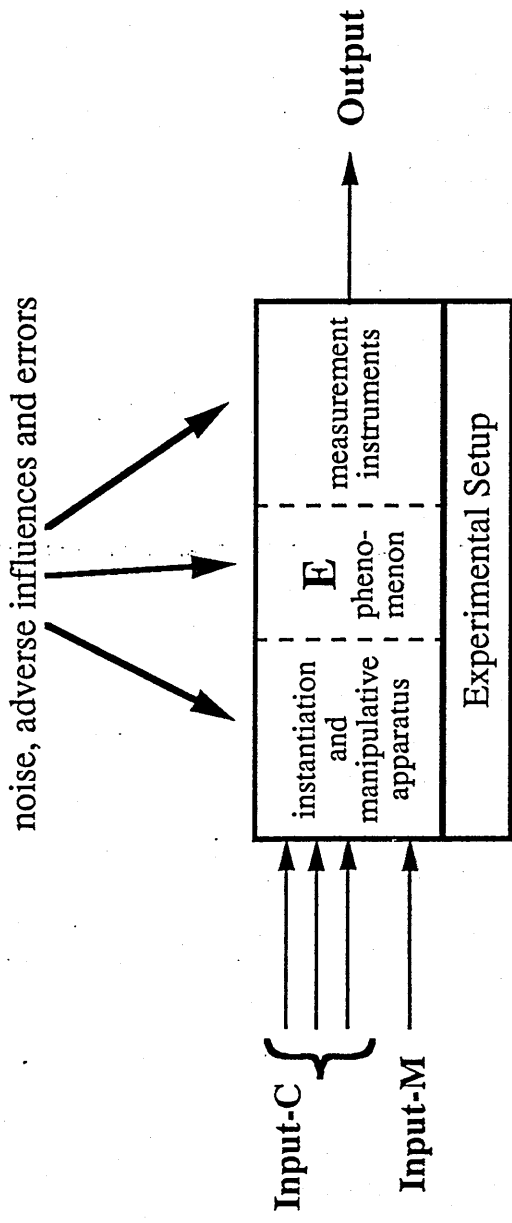 noise, adverse influences and errors
Input-C
Input-M
instantiation
and
manipulative
apparatus
E
pheno-
menon
measurement
instruments
Experimental Setup
Output